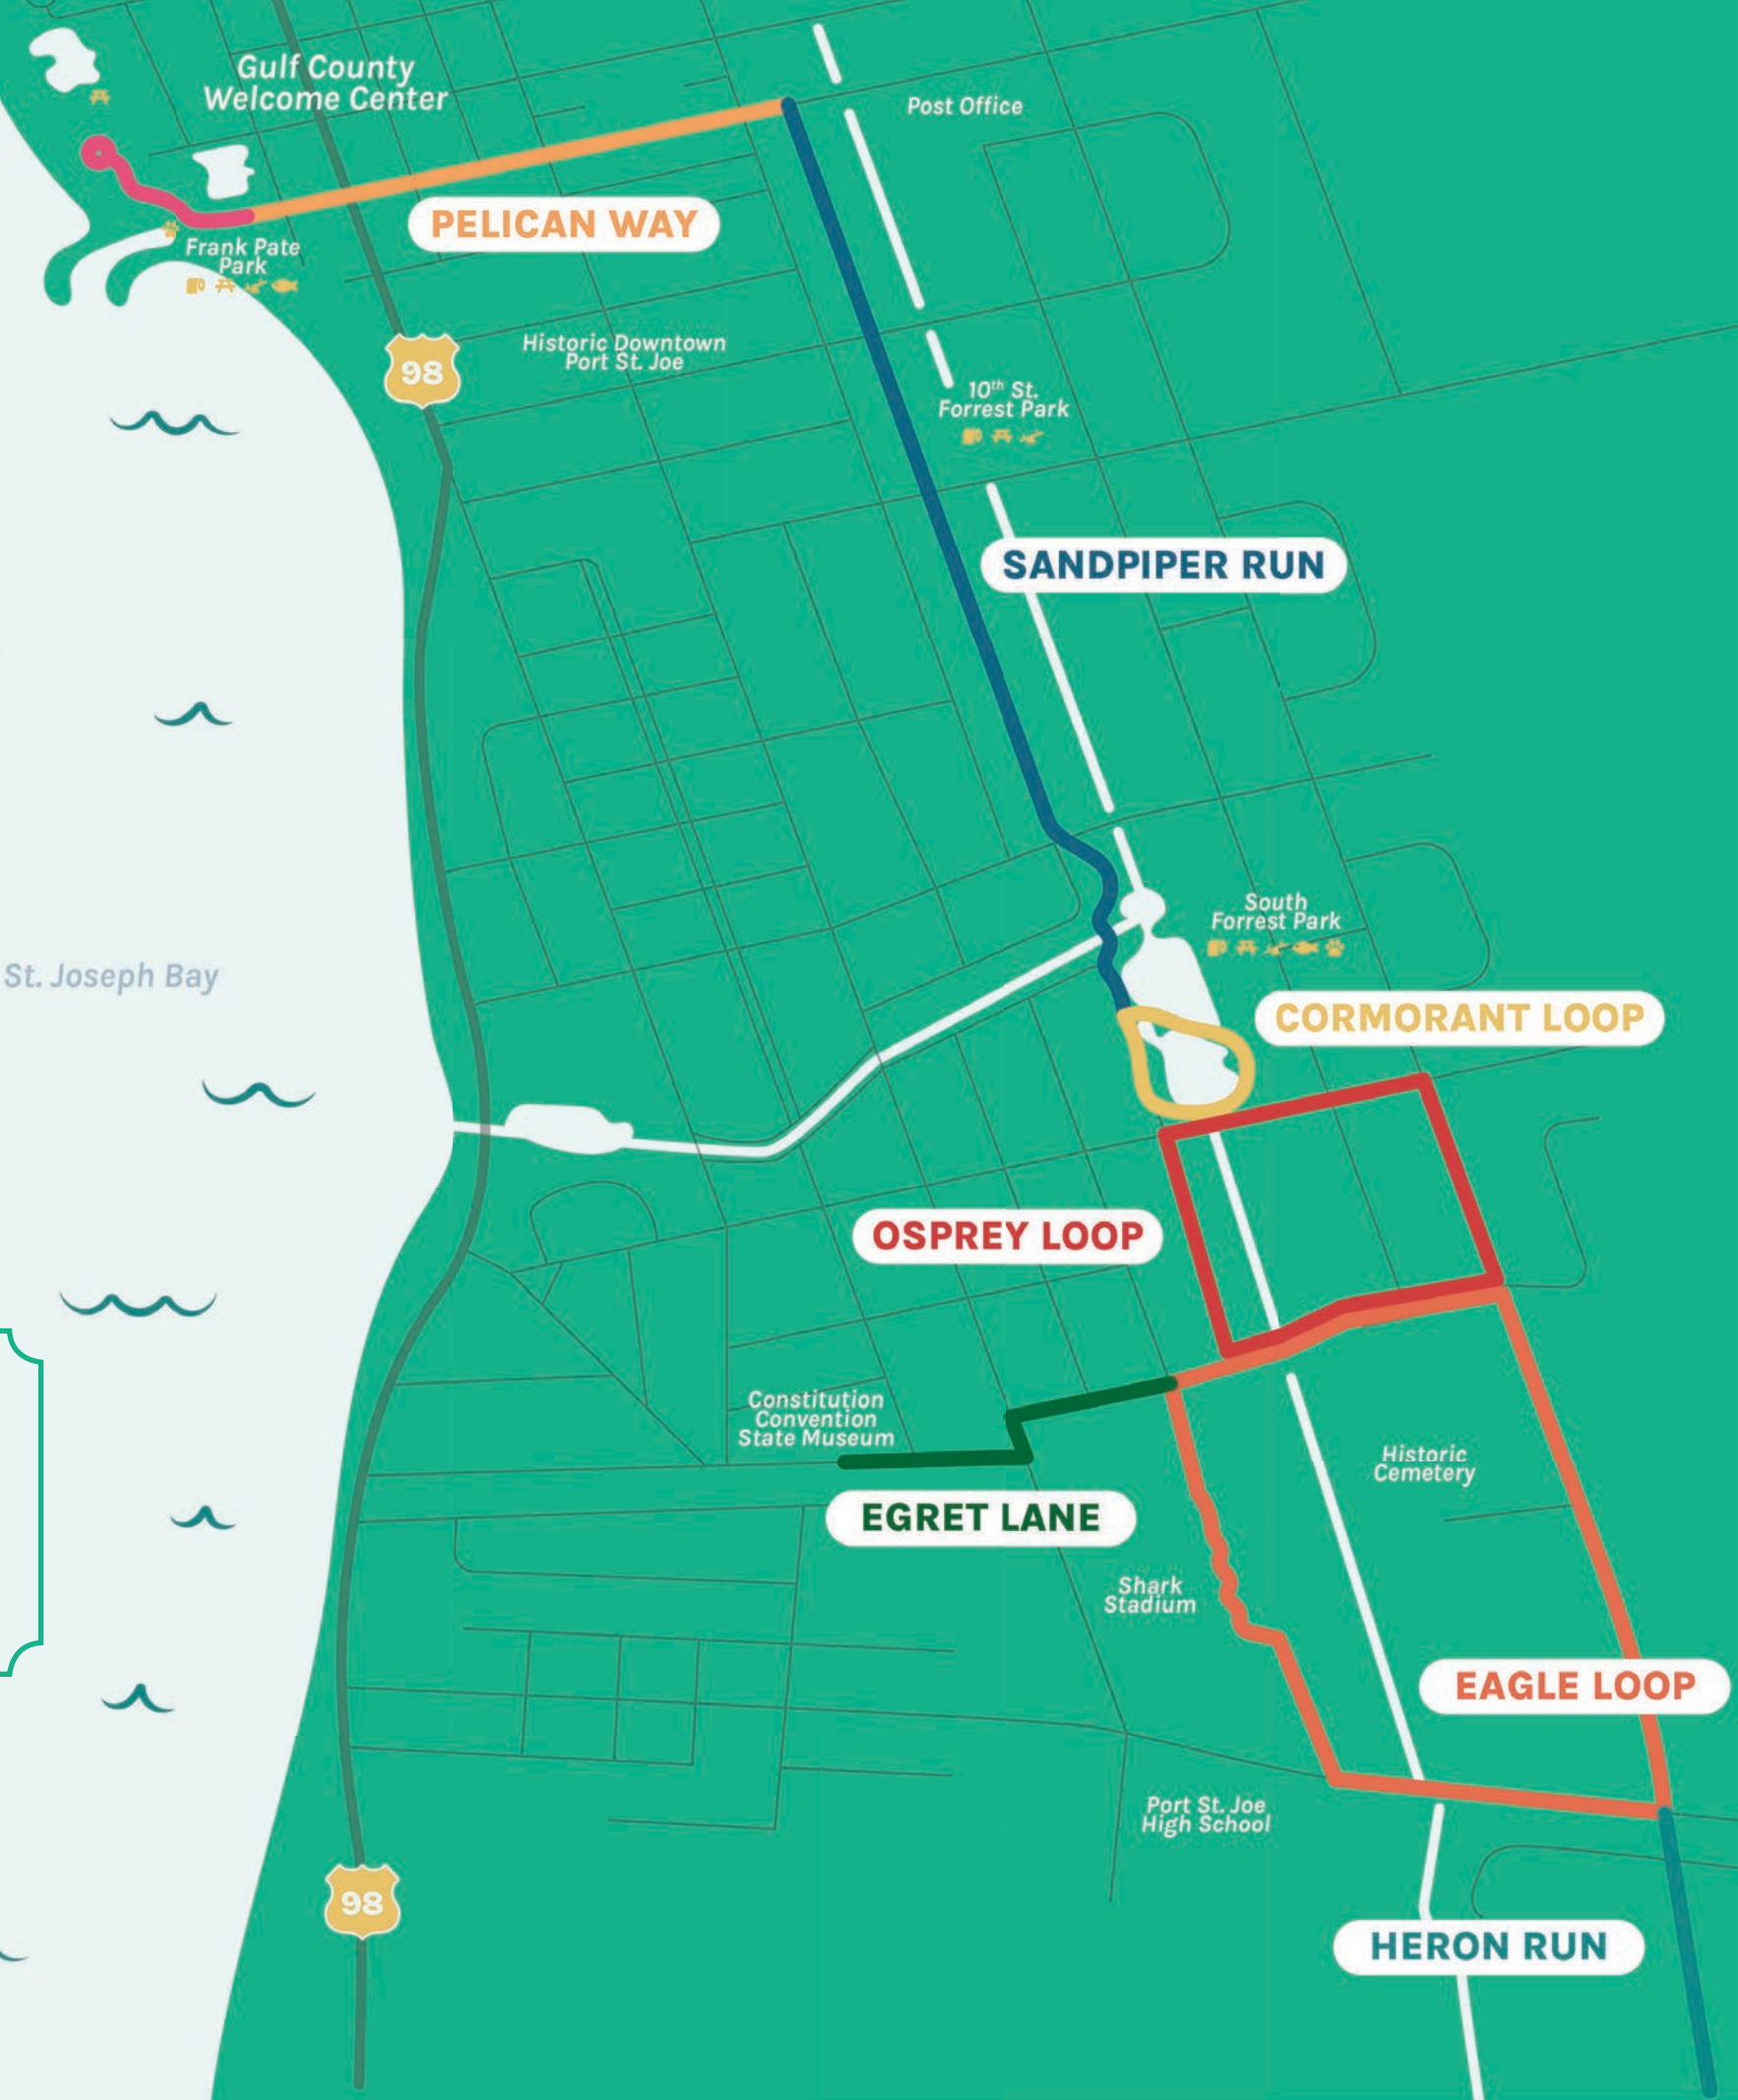 Gulf County
Welcome Center
Post Office
PELICAN WAY
Frank Pate
Park
98
Historic Downtown
Port St. Joe
10th St.
Forrest Park
SANDPIPER RUN
South
Forrest Park
St. Joseph Bay
CORMORANT LOOP
OSPREY LOOP
Constitution
Convention
State Museum
Historic
Cemetery
EGRET LANE
Shark
Stadium
EAGLE LOOP
Port St. Joe
High School
98
HERON RUN